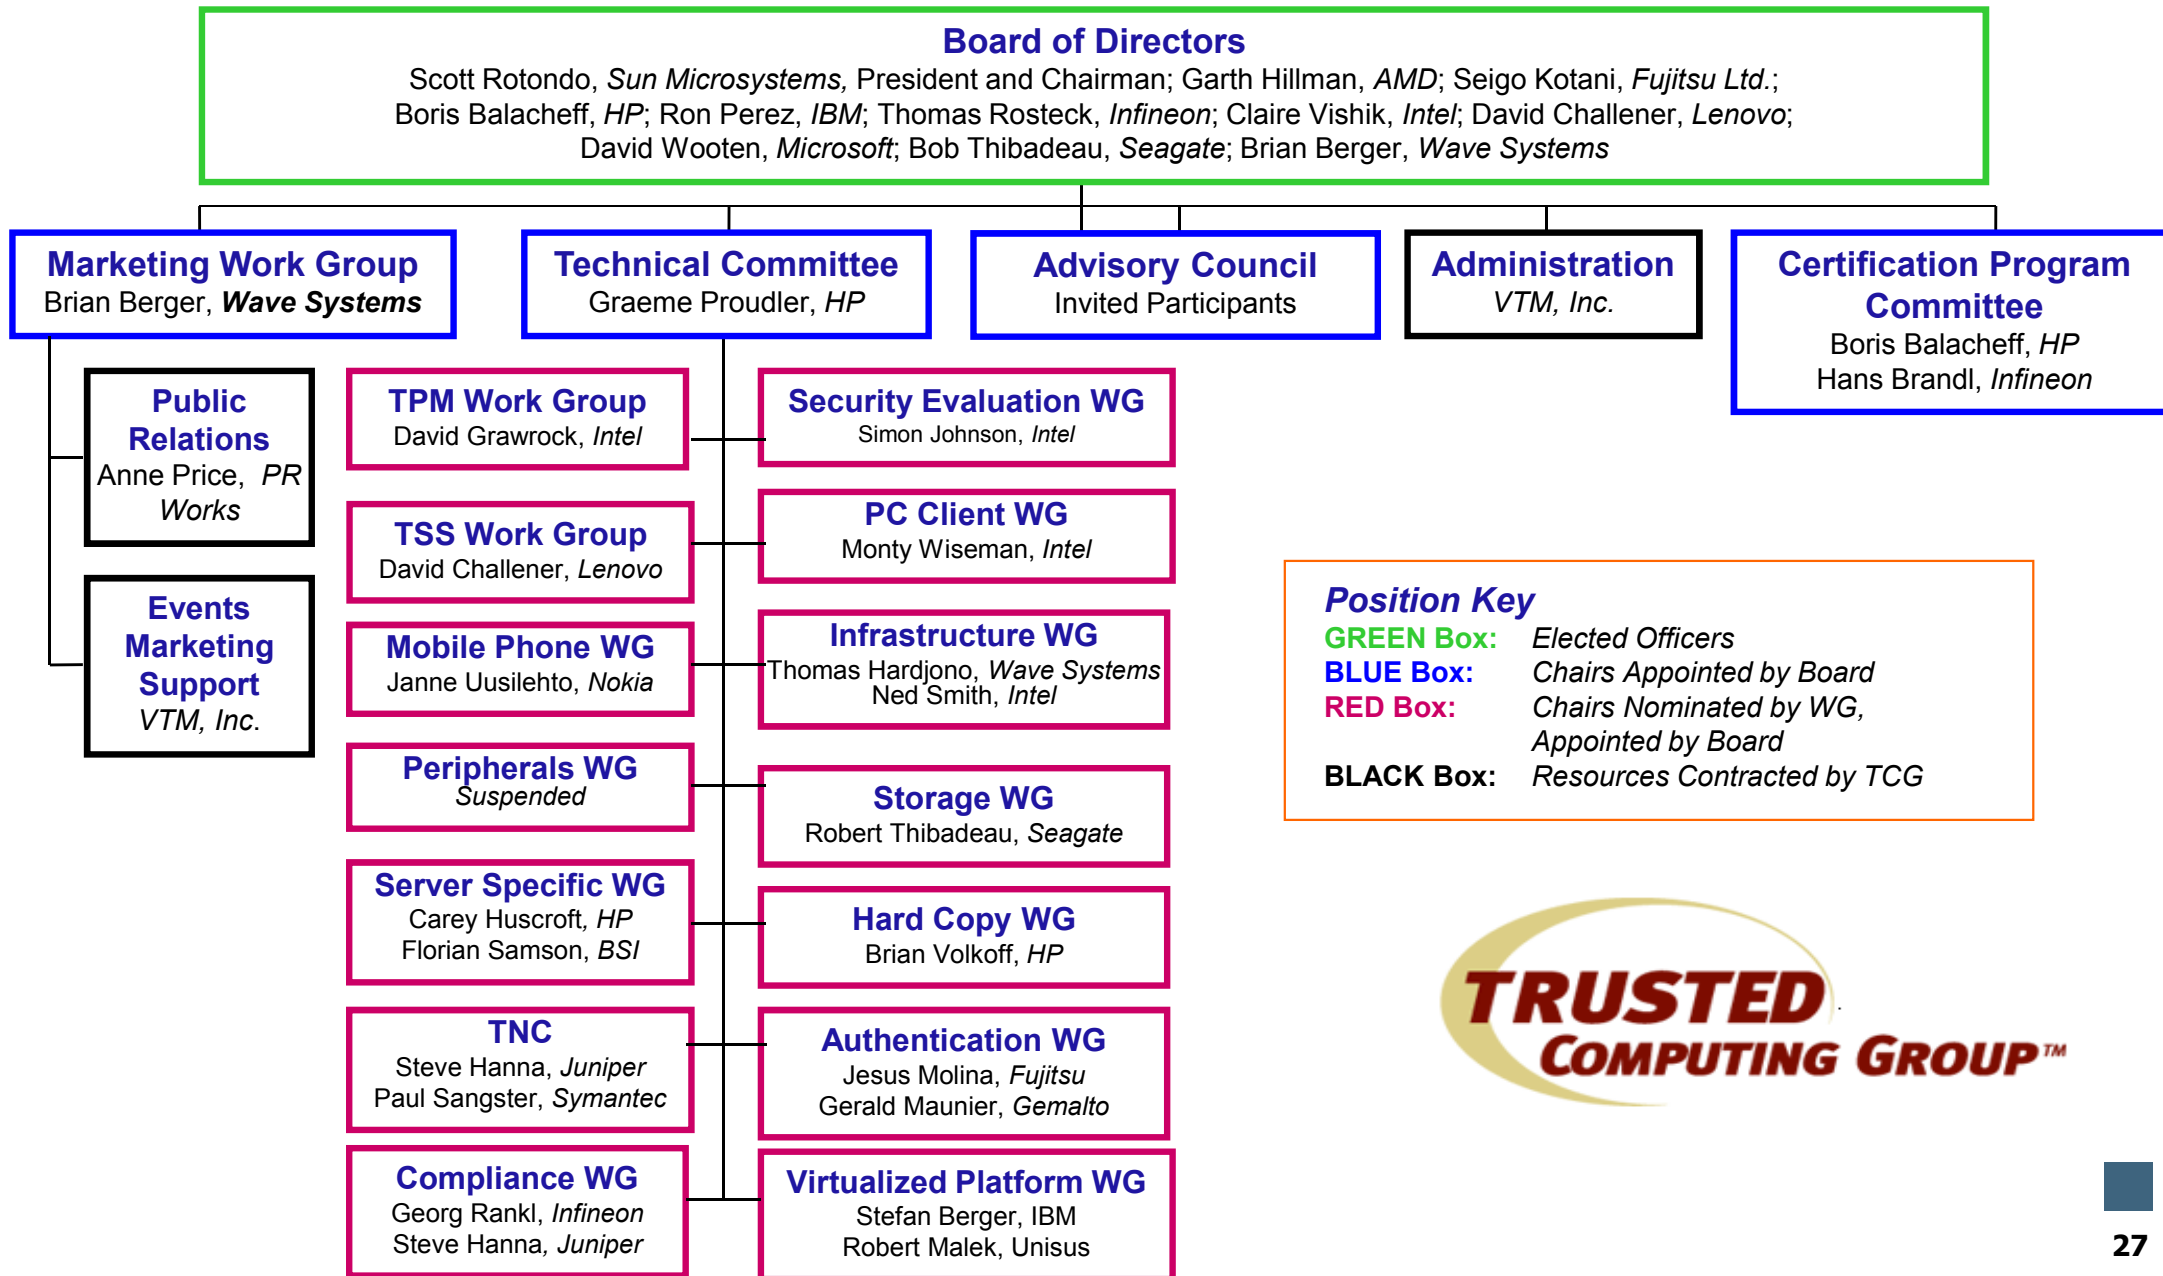 Board of Directors
Scott Rotondo, Sun Microsystems, President and Chairman; Garth Hillman, AMD; Seigo Kotani, Fujitsu Ltd.;
Boris Balacheff, HP; Ron Perez, IBM; Thomas Rosteck, Infineon; Claire Vishik, Intel; David Challener, Lenovo;
David Wooten, Microsoft; Bob Thibadeau, Seagate; Brian Berger, Wave Systems
Marketing Work Group
Brian Berger, Wave Systems
Technical Committee
Graeme Proudler, HP
Advisory Council
Invited Participants
Administration
VTM, Inc.
Certification Program
Committee
Boris Balacheff, HP
Hans Brandl, Infineon
Public
Relations
Anne Price, PR
Works
Events
Marketing
Support
VTM, Inc.
TPM Work Group
David Grawrock, Intel
Security Evaluation WG
Simon Johnson, Intel
TSS Work Group
David Challener, Lenovo
PC Client WG
Monty Wiseman, Intel
Mobile Phone WG
Janne Uusilehto, Nokia
Infrastructure WG
Thomas Hardjono, Wave Systems
Ned Smith, Intel
Peripherals WG
Suspended
Storage WG
Robert Thibadeau, Seagate
Server Specific WG
Carey Huscroft, HP
Florian Samson, BSI
Hard Copy WG
Brian Volkoff, HP
TNC
Steve Hanna, Juniper
Paul Sangster, Symantec
Authentication WG
Jesus Molina, Fujitsu
Gerald Maunier, Gemalto
Compliance WG
Georg Rankl, Infineon
Steve Hanna, Juniper
Virtualized Platform WG
Stefan Berger, IBM
Robert Malek, Unisus
Position Key
GREEN Box: Elected Officers
BLUE Box: Chairs Appointed by Board
RED Box: Chairs Nominated by WG,
Appointed by Board
BLACK Box: Resources Contracted by TCG
TRUSTED
COMPUTING GROUP™
27